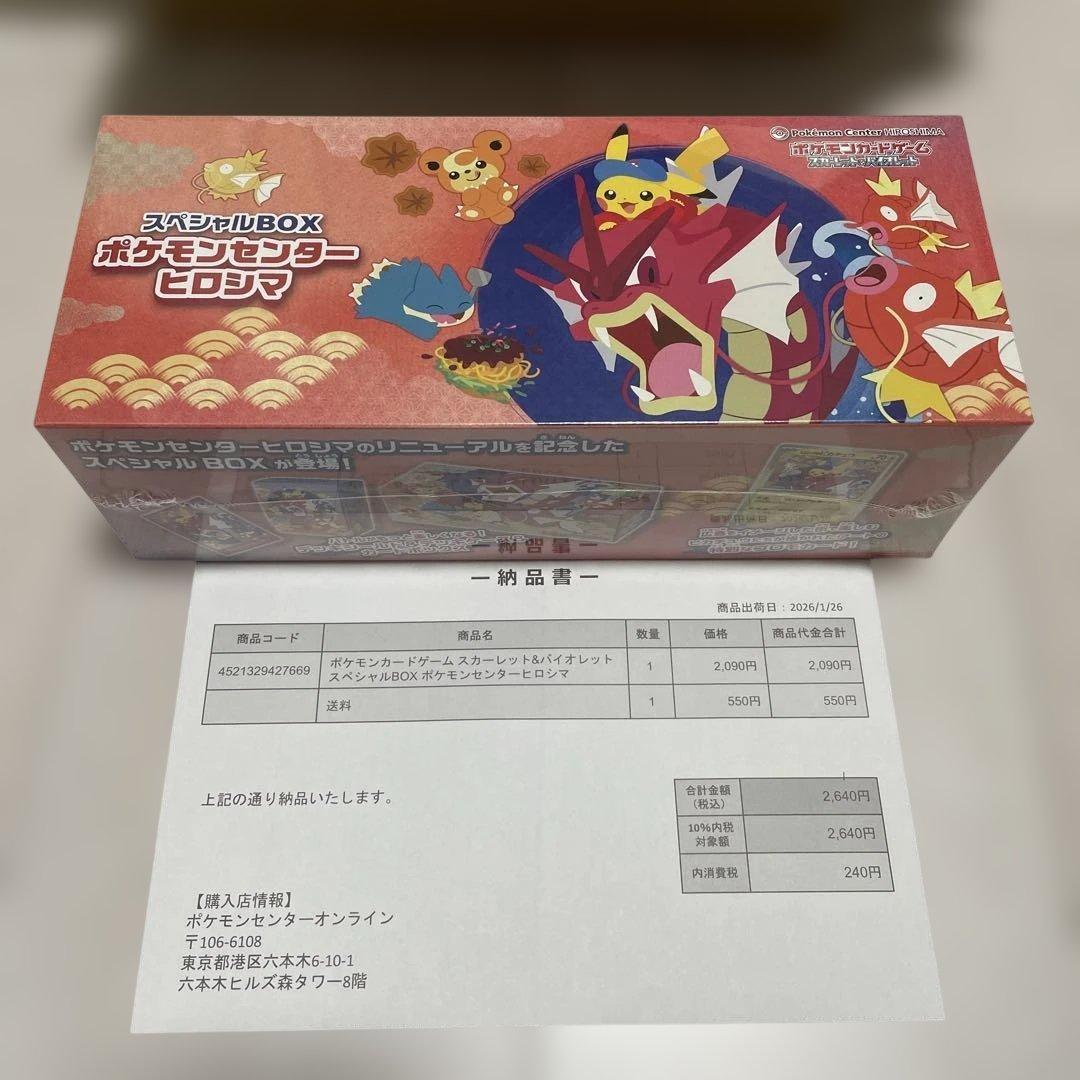 Pokémon Center HIROSHIMA
ポケモンカードゲーム
スカーレット&バイオレット
スペシャルBOX
ポケモンセンター
ヒロシマ
ポケモンセンターヒロシマのリニューアルを記念した
スペシャル BOX が登場!
ー納品書ー
商品出荷日:2026/1/26
商品コード 商品名 数量 価格 商品代金合計
4521329427669 ポケモンカードゲーム スカーレット&バイオレット 1 2,090円 2,090円
スペシャルBOX ポケモンセンターヒロシマ
送料 1 550円 550円
上記の通り納品いたします。
合計金額 2,640円
(税込)
10%内税 2,640円
対象額
内消費税 240円
【購入店情報】
ポケモンセンターオンライン
〒106-6108
東京都港区六本木6-10-1
六本木ヒルズ森タワー8階